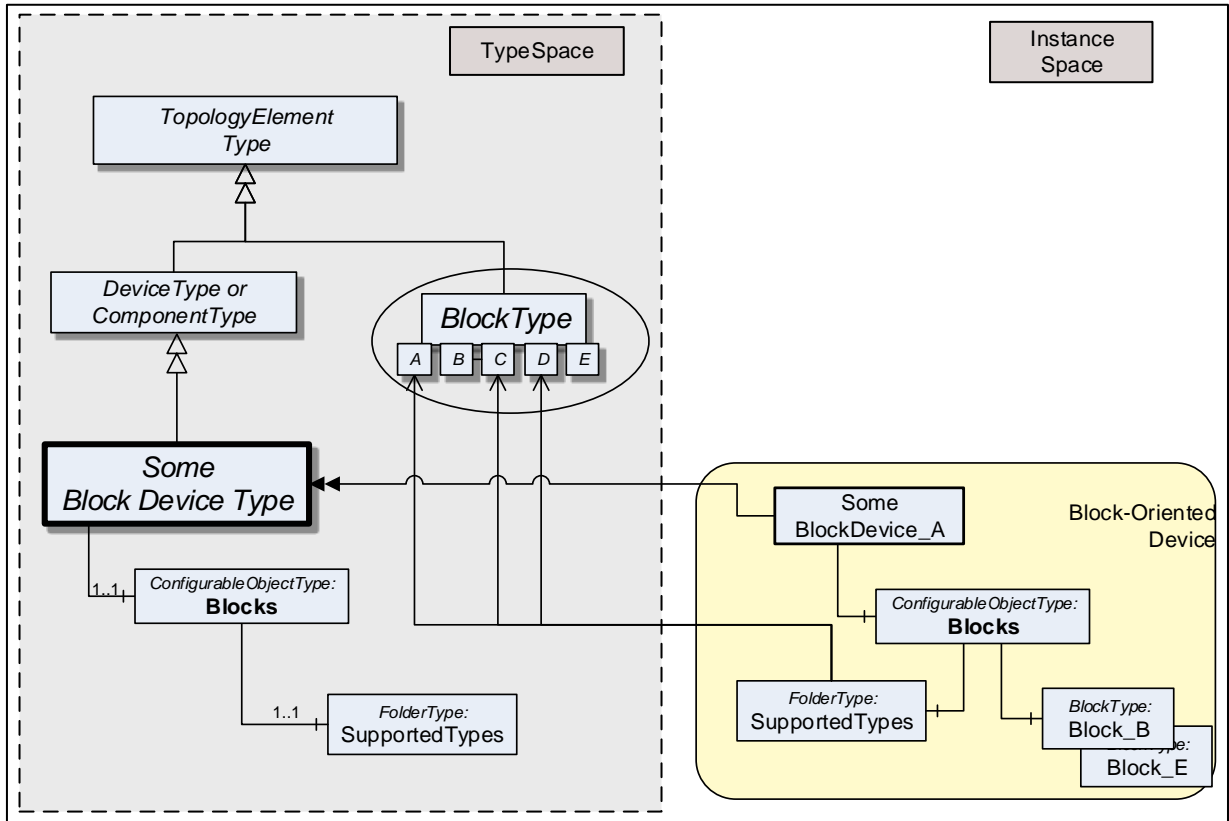 TypeSpace
Instance
Space
TopologyElement
Type
DeviceType or
ComponentType
BlockType
A
B
C
D
E
Some
Block Device Type
1..1
ConfigurableObjectType:
Blocks
1..1
FolderType:
SupportedTypes
Some
BlockDevice_A
Block-Oriented
Device
ConfigurableObjectType:
Blocks
FolderType:
SupportedTypes
BlockType:
Block_B
Block_E